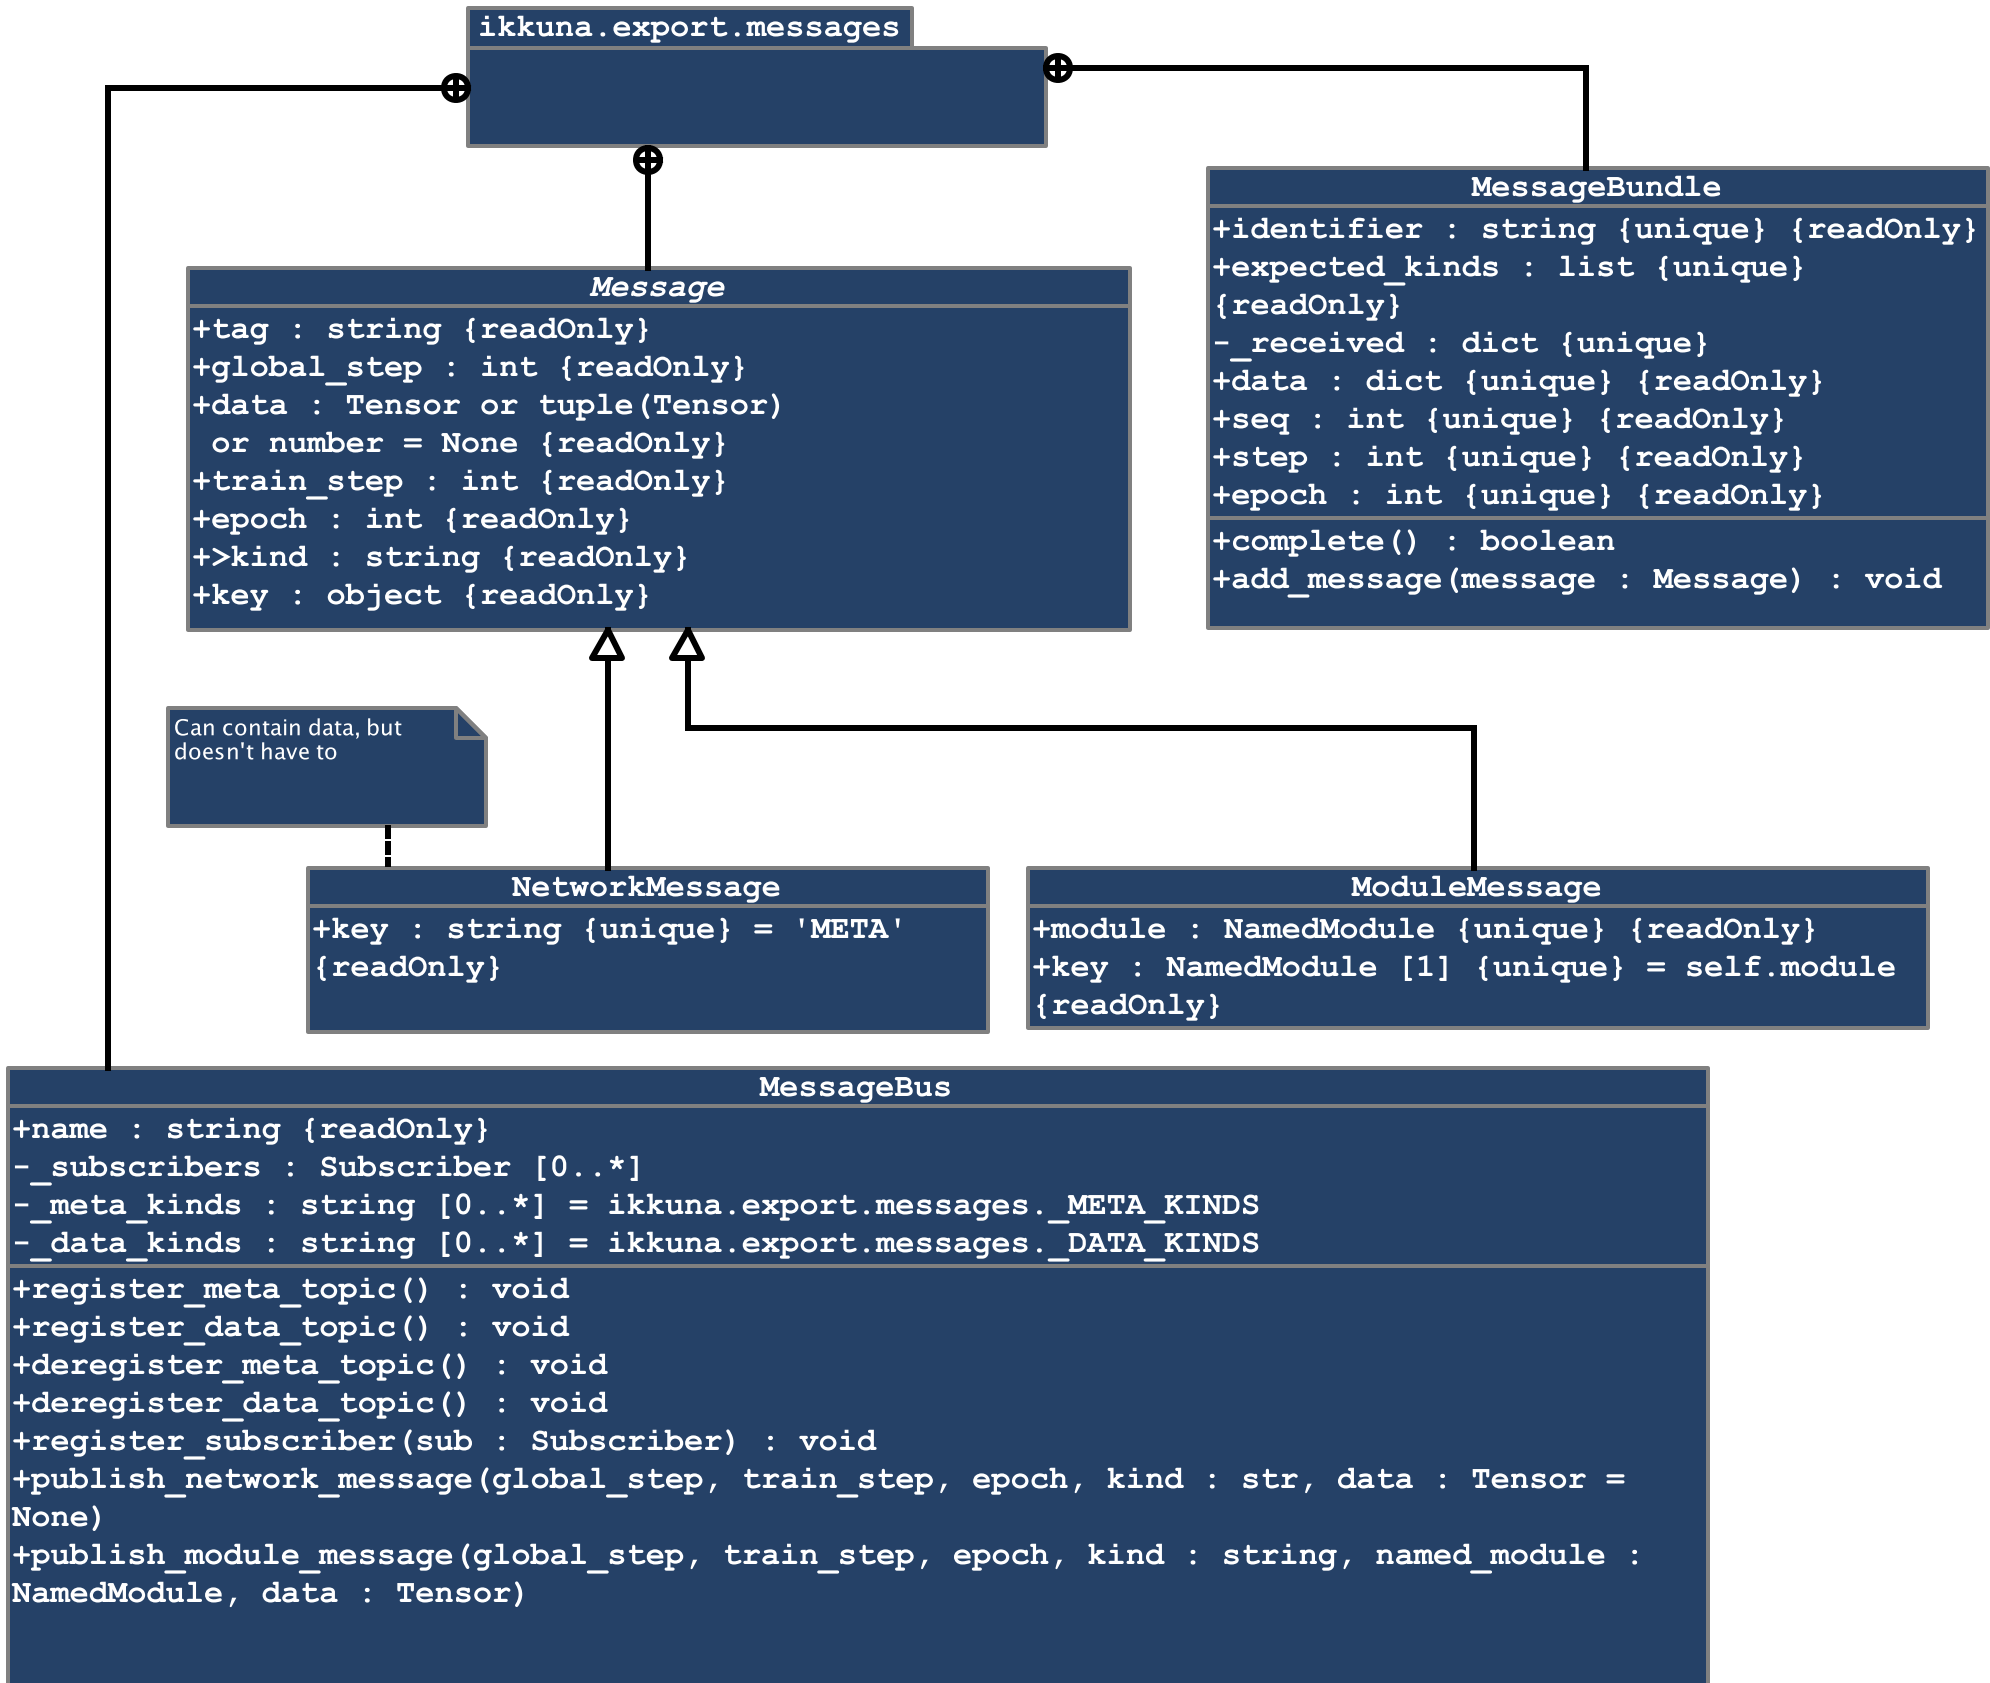 ikkuna.export.messages
MessageBundle
+identifier : string {unique} {readOnly}
+expected_kinds : list {unique}
{readOnly}
-_received : dict {unique}
+data : dict {unique} {readOnly}
+seq : int {unique} {readOnly}
+step : int {unique} {readOnly}
+epoch : int {unique} {readOnly}
+complete() : boolean
+add_message(message : Message) : void
Message
+tag : string {readOnly}
+global_step : int {readOnly}
+data : Tensor or tuple(Tensor)
or number = None {readOnly}
+train_step : int {readOnly}
+epoch : int {readOnly}
+>kind : string {readOnly}
+key : object {readOnly}
Can contain data, but
doesn't have to
NetworkMessage
+key : string {unique} = 'META'
{readOnly}
ModuleMessage
+module : NamedModule {unique} {readOnly}
+key : NamedModule [1] {unique} = self.module
{readOnly}
MessageBus
+name : string {readOnly}
-_subscribers : Subscriber [0..*]
-_meta_kinds : string [0..*] = ikkuna.export.messages._META_KINDS
-_data_kinds : string [0..*] = ikkuna.export.messages._DATA_KINDS
+register_meta_topic() : void
+register_data_topic() : void
+deregister_meta_topic() : void
+deregister_data_topic() : void
+register_subscriber(sub : Subscriber) : void
+publish_network_message(global_step, train_step, epoch, kind : str, data : Tensor =
None)
+publish_module_message(global_step, train_step, epoch, kind : string, named_module :
NamedModule, data : Tensor)